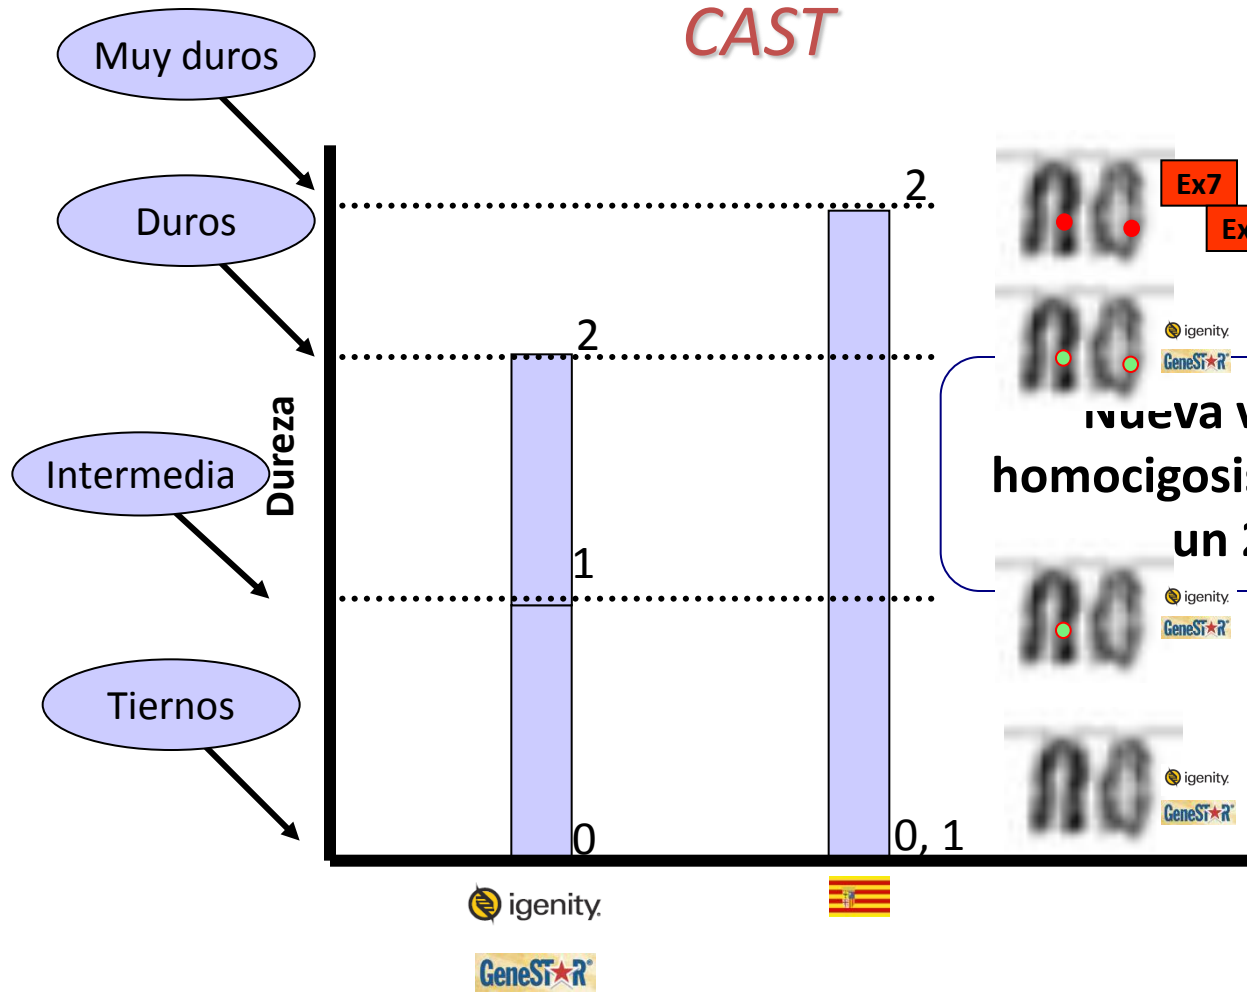 CAST
Muy duros
Duros
Intermedia
Tiernos
Dureza
2
2
1
0
0, 1
Ex7
igenity.
GeneSTAR
Nueva
homocigosis
un
igenity.
GeneSTAR
igenity.
GeneSTAR
igenity.
GeneSTAR